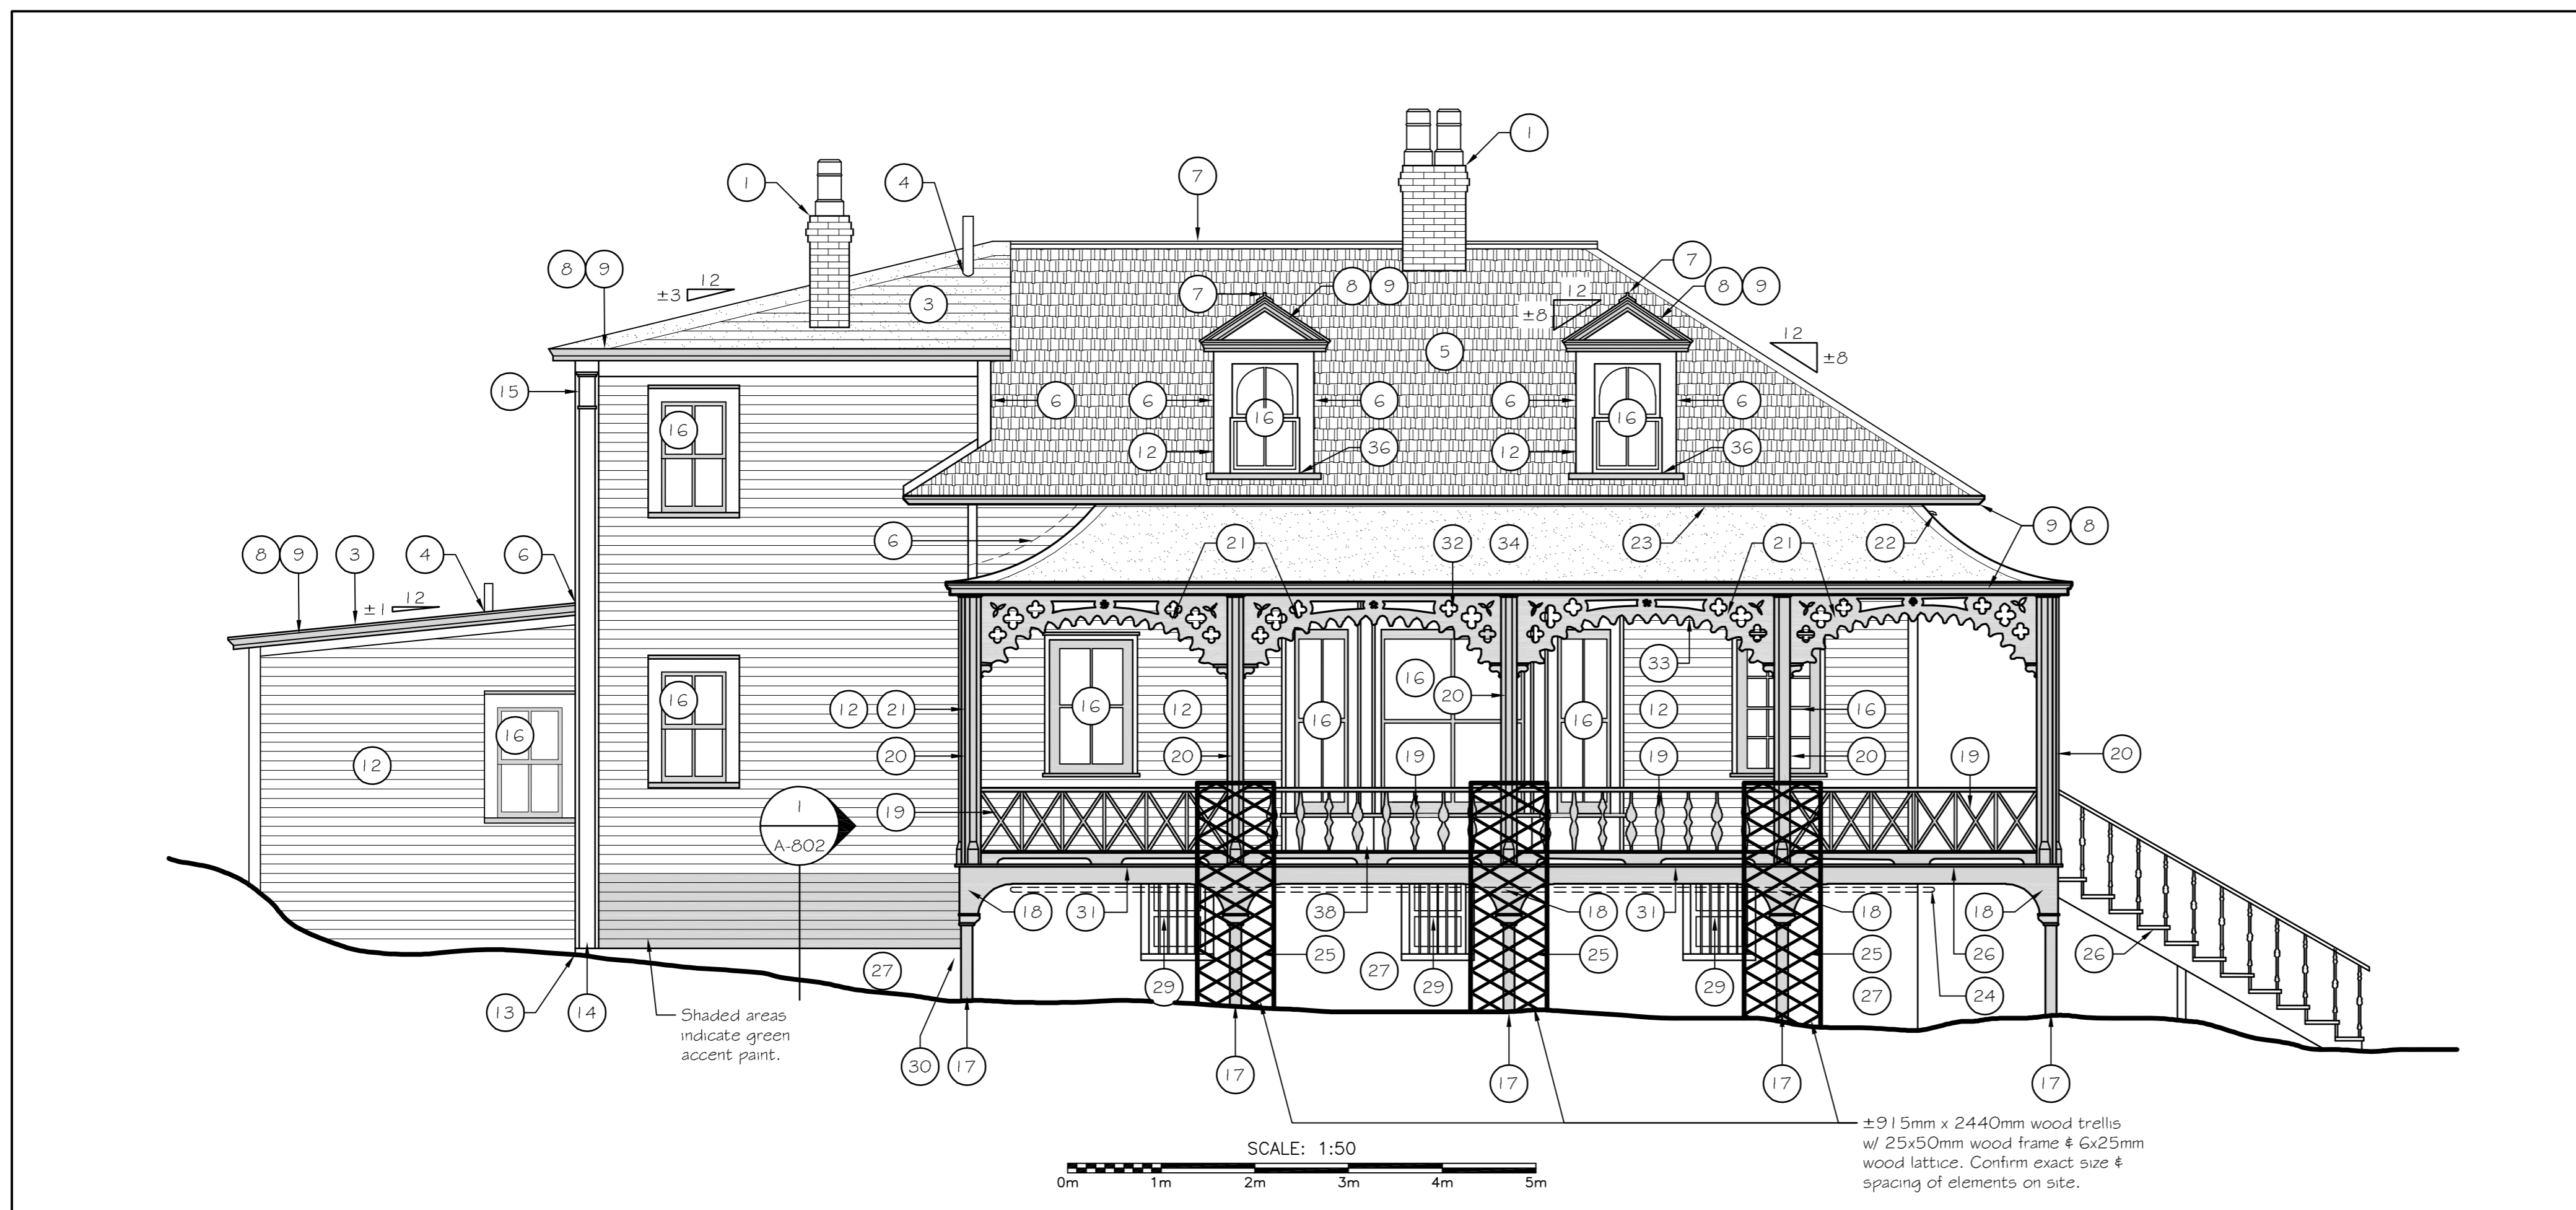 1
1 4 7
8 9 12 ±3 3 7 8 9 7 8 9
12 ±8 5 12 ±8
15 6 6 6 6 6
16 16 16
12 36 12 36
8 9 3 4 6 6 21 32 34 23 21 22 9 8
±1 12
33
16 16 12 21 16 12 16 20 16 12 16
16 12 20 20 19 19 20 19 20
1
A-802
19
18 31 38 18 31 18 18
27 29 25 27 29 25 29 25 26 26
27 24
13 14
Shaded areas
indicate green
accent paint.
30 17 17 17 17 17
±915mm x 2440mm wood trellis
w/ 25x50mm wood frame & 6x25mm
wood lattice. Confirm exact size &
spacing of elements on site.
SCALE: 1:50
0m 1m 2m 3m 4m 5m